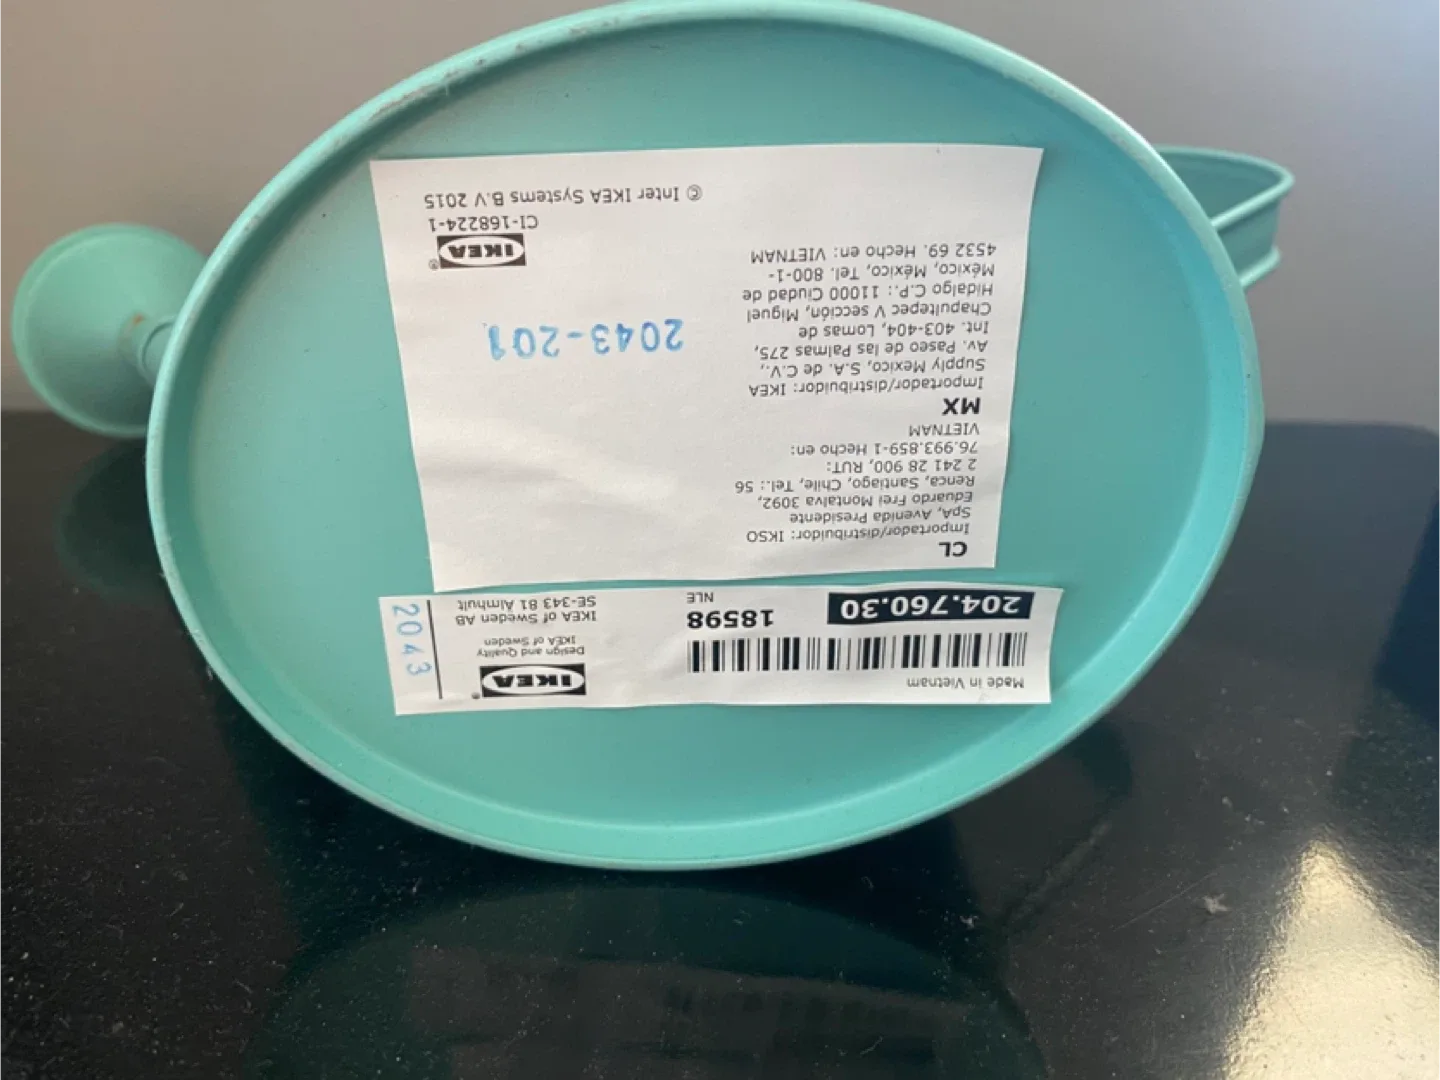 Made in Vietnam
204.760.30
18598
NLE
IKEA®
Design and Quality
IKEA of Sweden
IKEA of Sweden AB
SE-343 81 Älmhult
2043
CL
Importador/distribuidor: IKSO
SpA, Avenida Presidente
Eduardo Frei Montalva 3092,
Renca, Santiago, Chile, Tel.: 56
2 241 28 900, RUT:
76.993.859-1 Hecho en:
VIETNAM
MX
Importador/distribuidor: IKEA
Supply Mexico, S.A. de C.V.,
Av. Paseo de las Palmas 275,
Int. 403-404, Lomas de
Chapultepec V sección, Miguel
Hidalgo C.P.: 11000 Ciudad de
México, México, Tel. 800-1-
4532 69. Hecho en: VIETNAM
2043-201
IKEA®
CI-168224-1
© Inter IKEA Systems B.V 2015